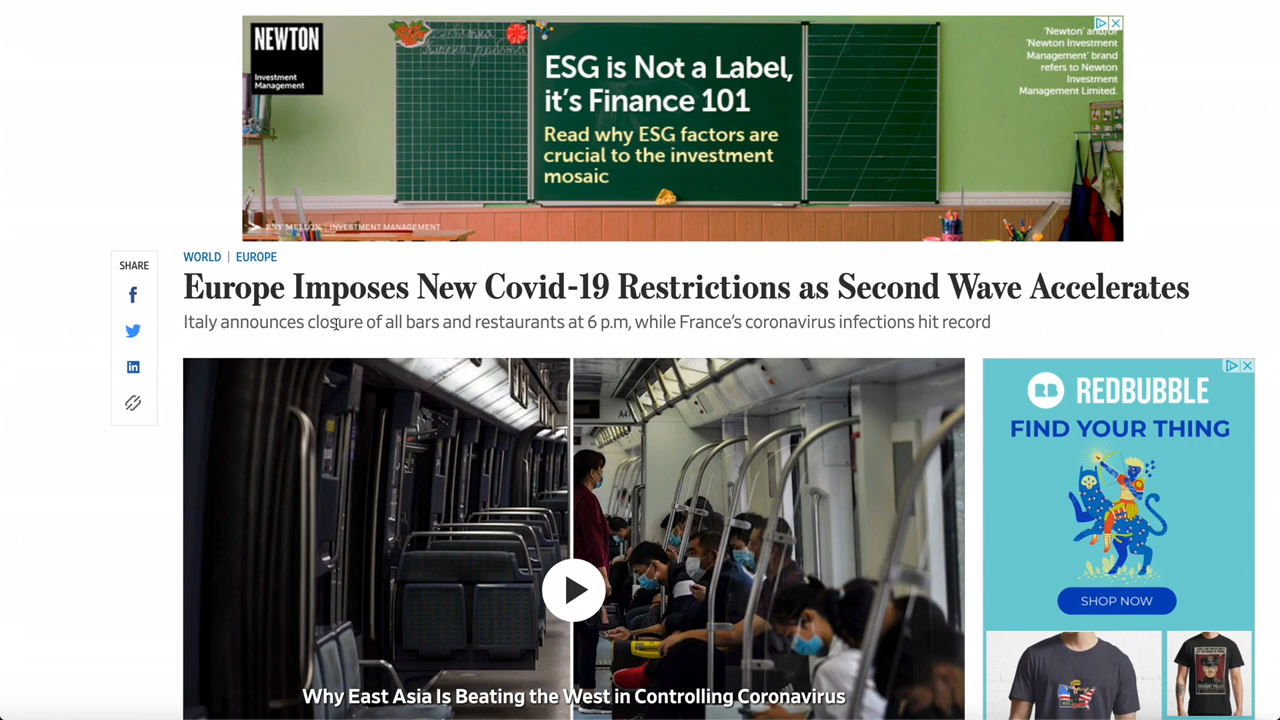 NEWTON
Investment
Management
ESG is Not a Label,
it's Finance 101
Read why ESG factors are
crucial to the investment
mosaic
'Newton' and/or
'Newton Investment
Management' brand
refers to Newton
Investment
Management Limited.
BNY MELLON | INVESTMENT MANAGEMENT
SHARE
WORLD | EUROPE
Europe Imposes New Covid-19 Restrictions as Second Wave Accelerates
Italy announces closure of all bars and restaurants at 6 p.m, while France's coronavirus infections hit record
Why East Asia Is Beating the West in Controlling Coronavirus
REDBUBBLE
FIND YOUR THING
SHOP NOW